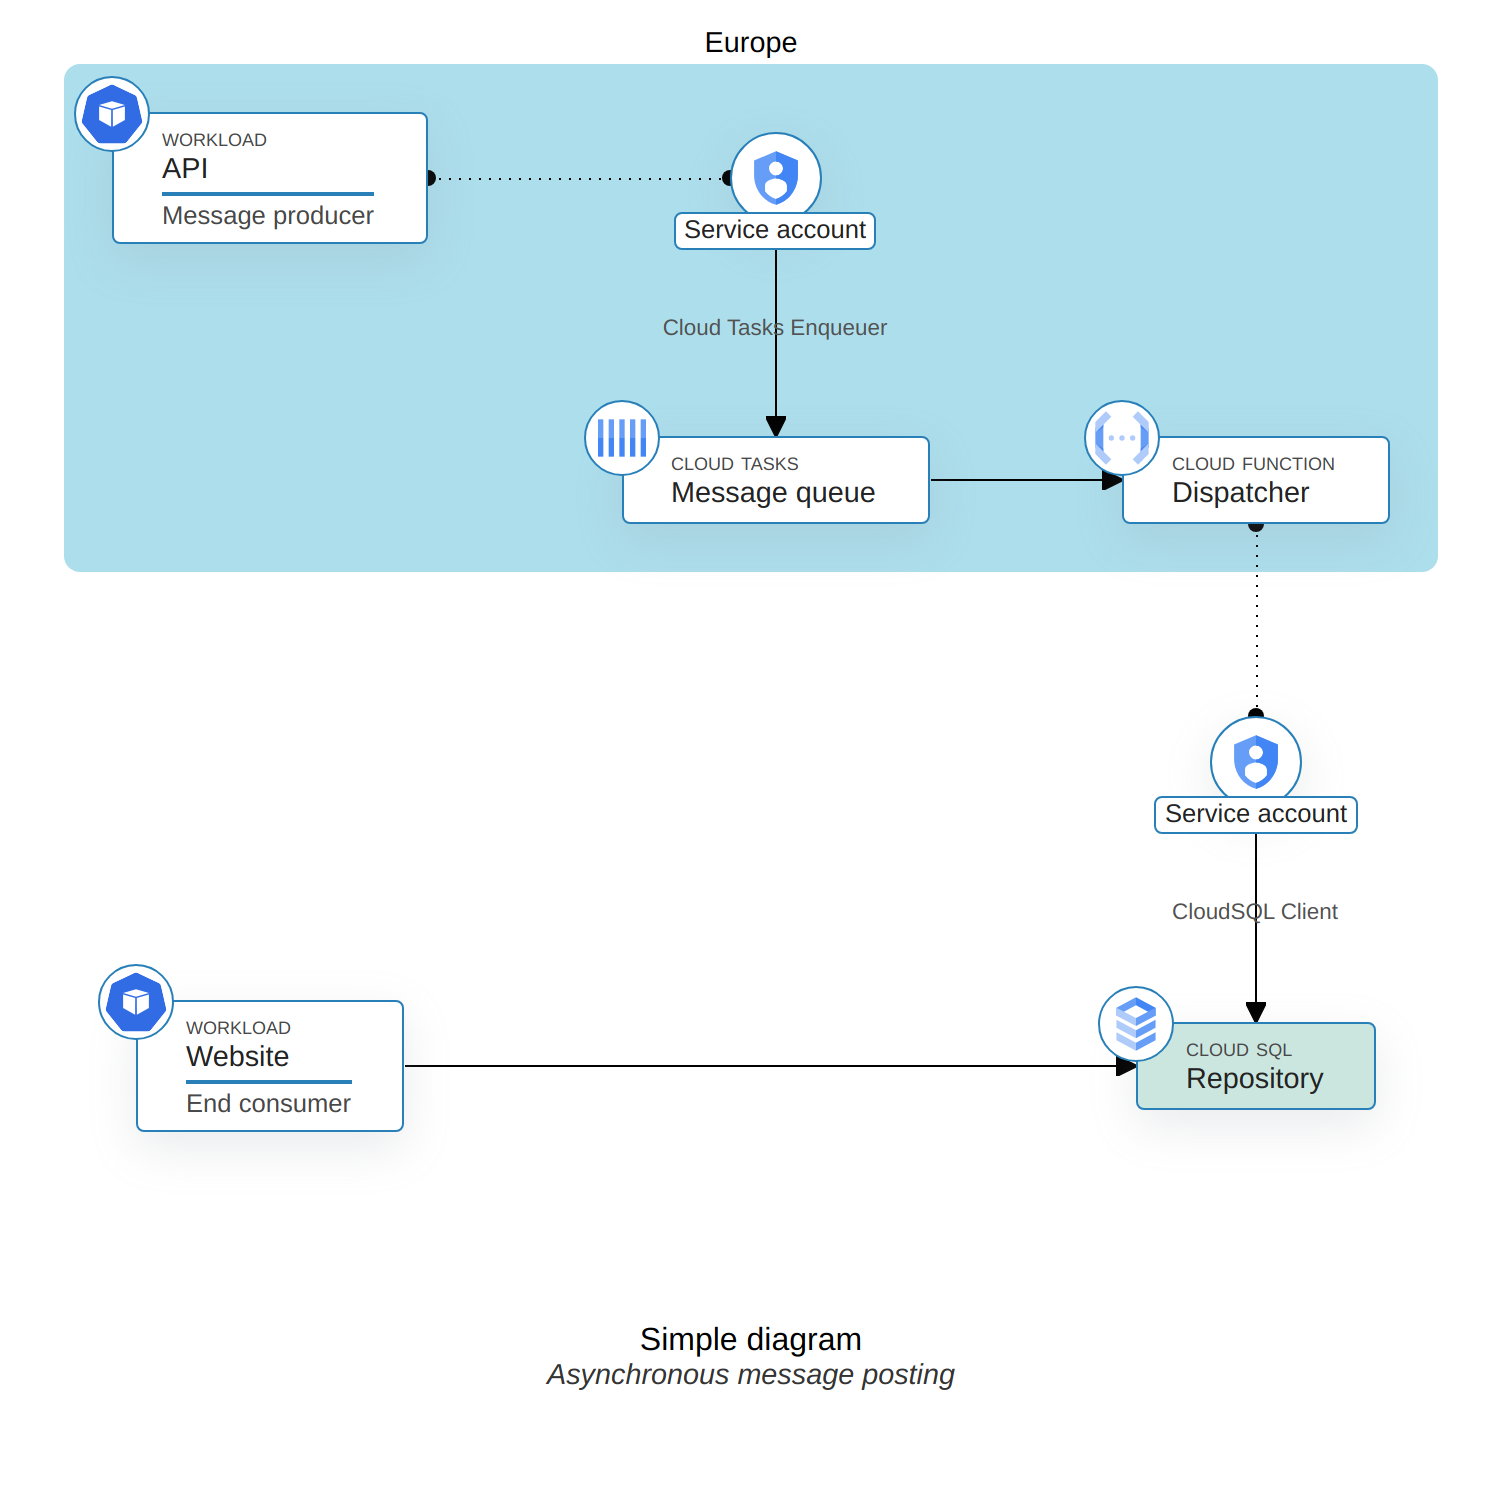 Europe
WORKLOAD
API
Message producer
Service account
Cloud Tasks Enqueuer
CLOUD TASKS
Message queue
CLOUD FUNCTION
Dispatcher
Service account
CloudSQL Client
WORKLOAD
Website
End consumer
CLOUD SQL
Repository
Simple diagram
Asynchronous message posting